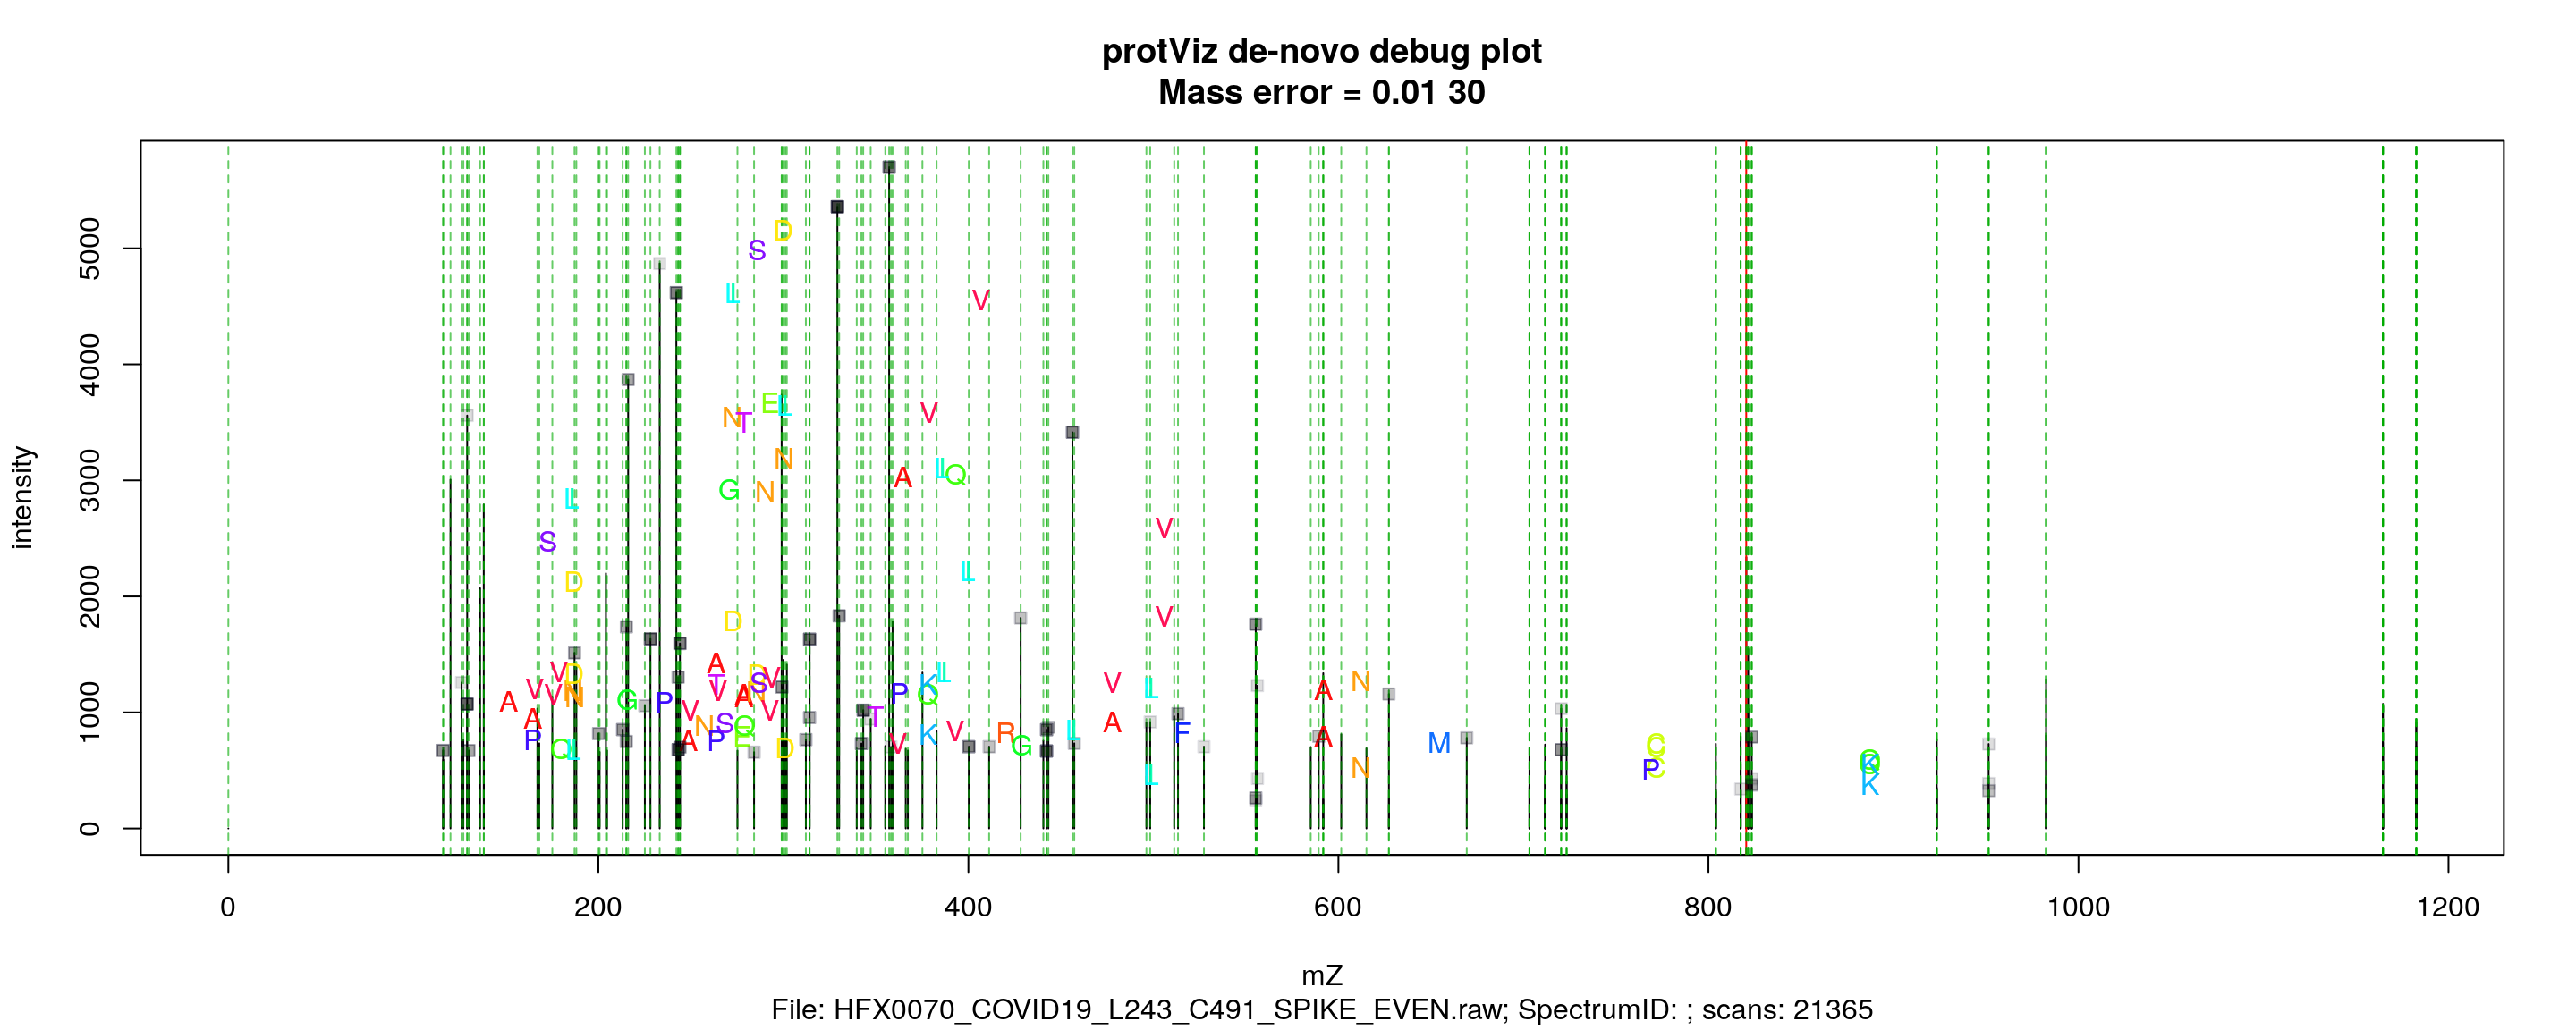 protViz de-novo debug plot
Mass error = 0.01 30
intensity
5000
4000
3000
2000
1000
0
D
S
L
V
N T E L V
N
A L Q
G N
L
V
S
L
D
V
D
A
V
V
V
A
N
A
P
Q L
G
P
A
T
V
V
N
S
P
A
A
Q
E
D
S
N
V
V
D
P
T
V
K
Q
K
L
V
R
G
L
V
A
L
L
F
A
A
N
N
M
C
C
P
Q
K
K
0 200 400 600 800 1000 1200
mZ
File: HFX0070_COVID19_L243_C491_SPIKE_EVEN.raw; SpectrumID: ; scans: 21365